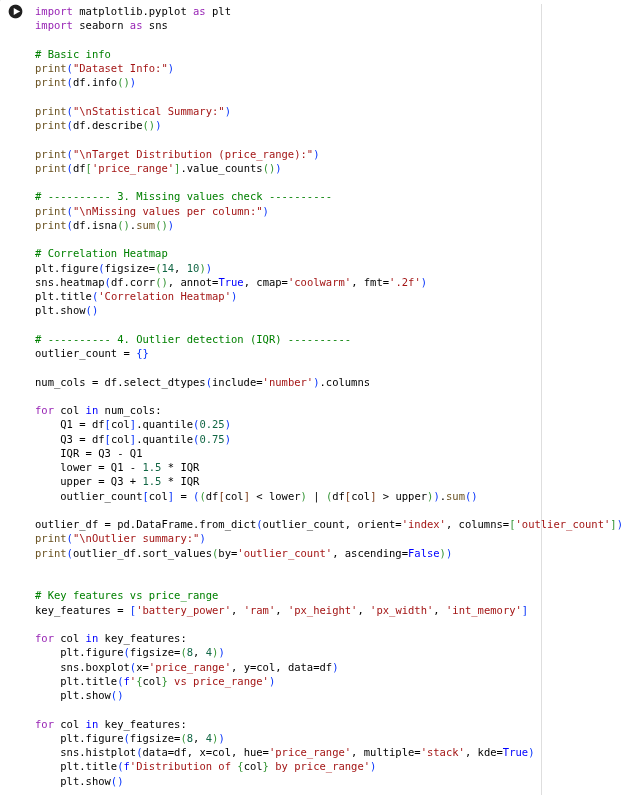 import matplotlib.pyplot as plt
import seaborn as sns

# Basic info
print("Dataset Info:")
print(df.info())

print("\nStatistical Summary:")
print(df.describe())

print("\nTarget Distribution (price_range):")
print(df['price_range'].value_counts())

# ---------- 3. Missing values check ----------
print("\nMissing values per column:")
print(df.isna().sum())

# Correlation Heatmap
plt.figure(figsize=(14, 10))
sns.heatmap(df.corr(), annot=True, cmap='coolwarm', fmt='.2f')
plt.title('Correlation Heatmap')
plt.show()

# ---------- 4. Outlier detection (IQR) ----------
outlier_count = {}

num_cols = df.select_dtypes(include='number').columns

for col in num_cols:
    Q1 = df[col].quantile(0.25)
    Q3 = df[col].quantile(0.75)
    IQR = Q3 - Q1
    lower = Q1 - 1.5 * IQR
    upper = Q3 + 1.5 * IQR
    outlier_count[col] = ((df[col] < lower) | (df[col] > upper)).sum()

outlier_df = pd.DataFrame.from_dict(outlier_count, orient='index', columns=['outlier_count'])
print("\nOutlier summary:")
print(outlier_df.sort_values(by='outlier_count', ascending=False))


# Key features vs price_range
key_features = ['battery_power', 'ram', 'px_height', 'px_width', 'int_memory']

for col in key_features:
    plt.figure(figsize=(8, 4))
    sns.boxplot(x='price_range', y=col, data=df)
    plt.title(f'{col} vs price_range')
    plt.show()

for col in key_features:
    plt.figure(figsize=(8, 4))
    sns.histplot(data=df, x=col, hue='price_range', multiple='stack', kde=True)
    plt.title(f'Distribution of {col} by price_range')
    plt.show()